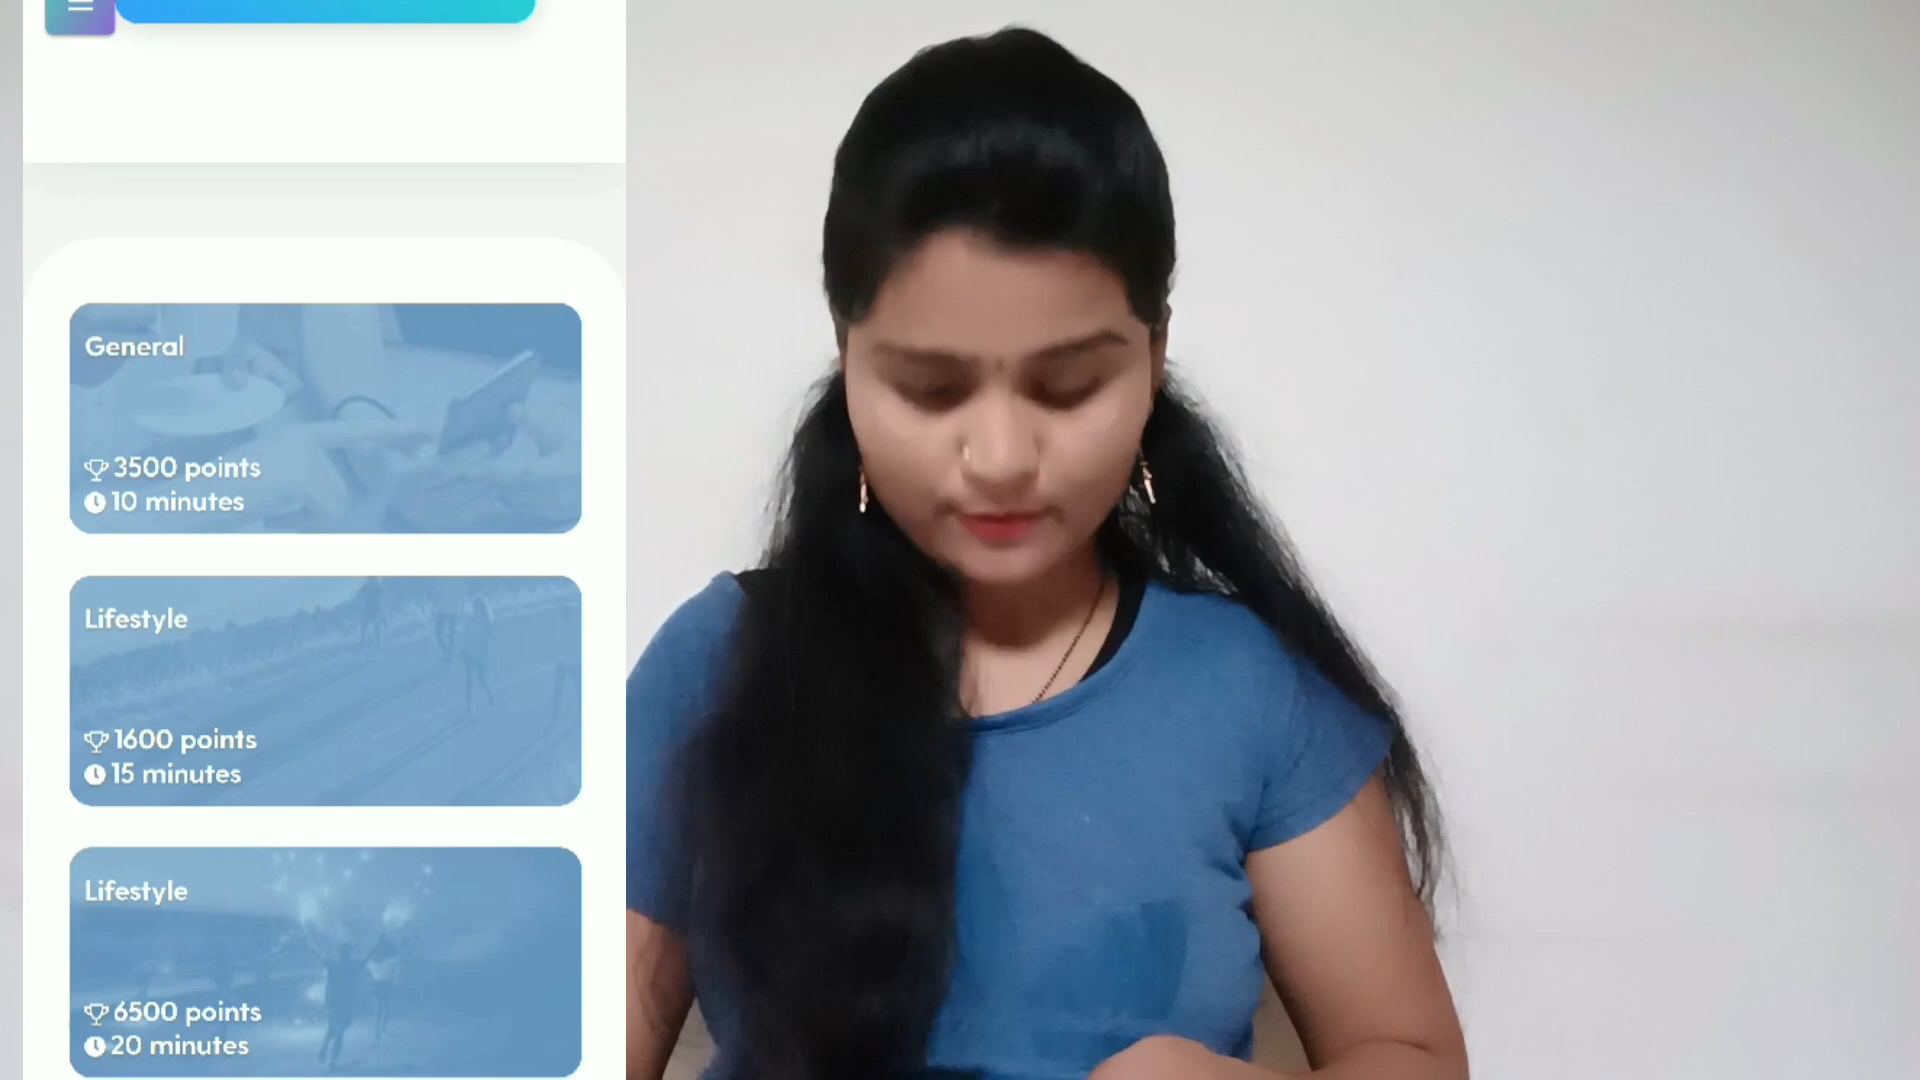 General
3500 points
10 minutes
Lifestyle
1600 points
15 minutes
Lifestyle
6500 points
20 minutes